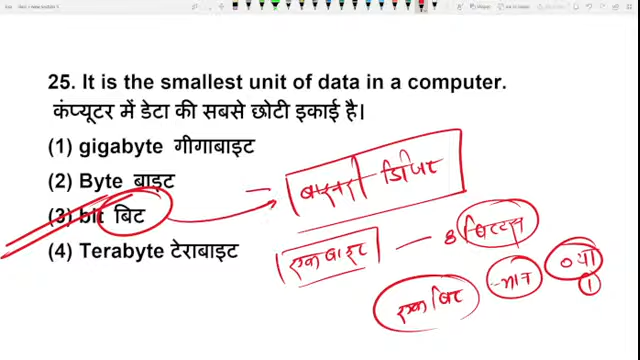 25. It is the smallest unit of data in a computer.
कंप्यूटर में डेटा की सबसे छोटी इकाई है।
(1) gigabyte गीगाबाइट
(2) Byte बाइट
(3) bit बिट
(4) Terabyte टेराबाइट
बाइनरी डिजिट
एक बाइट — 8 बिट्स
एक बिट - मान 0 या
1